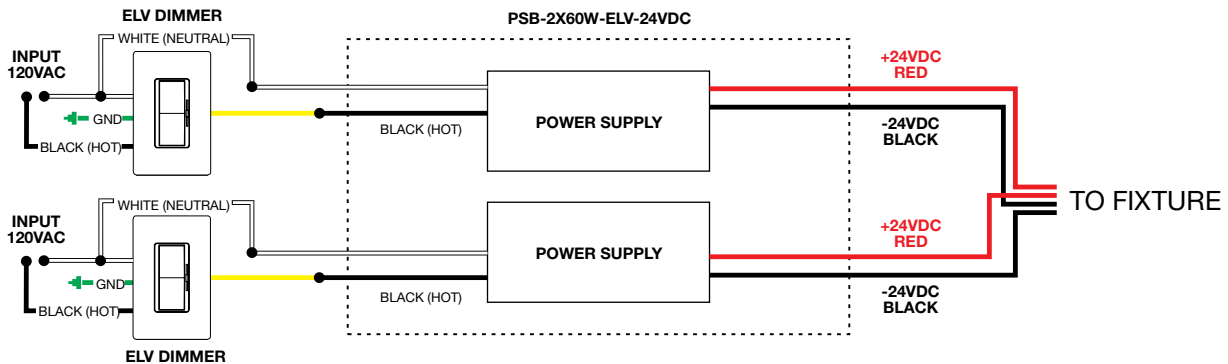 ELV DIMMER
PSB-2X60W-ELV-24VDC
WHITE (NEUTRAL)
INPUT
120VAC
GND
BLACK (HOT)
BLACK (HOT)
POWER SUPPLY
+24VDC
RED
-24VDC
BLACK
TO FIXTURE
WHITE (NEUTRAL)
INPUT
120VAC
GND
BLACK (HOT)
BLACK (HOT)
POWER SUPPLY
+24VDC
RED
-24VDC
BLACK
ELV DIMMER